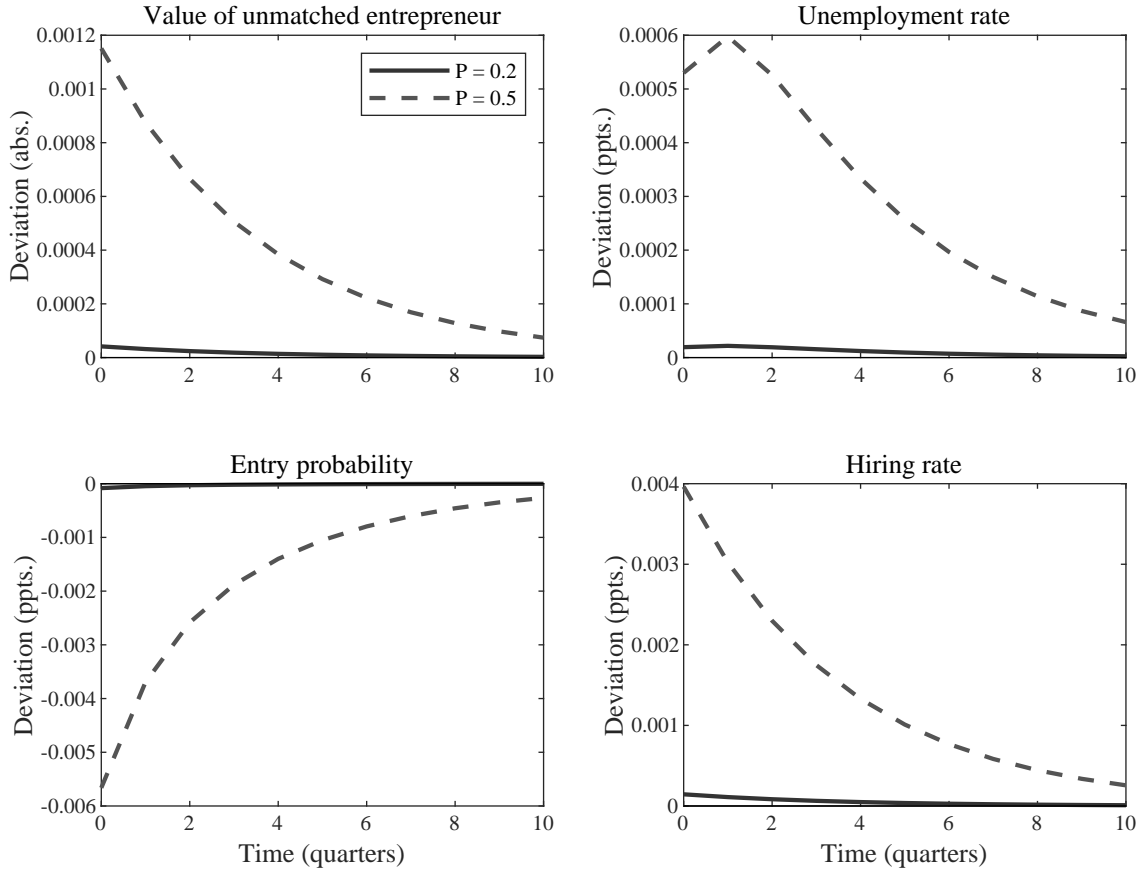 Value of unmatched entrepreneur
Deviation (abs.)
0.0012
0.001
0.0008
0.0006
0.0004
0.0002
0
0 2 4 6 8 10
P = 0.2
P = 0.5
Unemployment rate
Deviation (ppts.)
0.0006
0.0005
0.0004
0.0003
0.0002
0.0001
0
0 2 4 6 8 10
Entry probability
Deviation (ppts.)
0
-0.001
-0.002
-0.003
-0.004
-0.005
-0.006
0 2 4 6 8 10
Time (quarters)
Hiring rate
Deviation (ppts.)
0.004
0.003
0.002
0.001
0
0 2 4 6 8 10
Time (quarters)